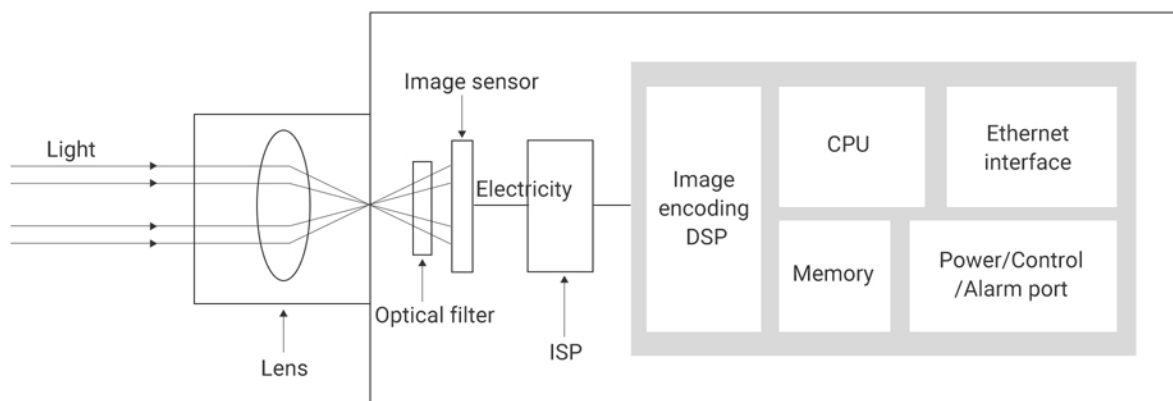 Light
Lens
Optical filter
Image sensor
Electricity
ISP
Image
encoding
DSP
CPU
Ethernet
interface
Memory
Power/Control
/Alarm port